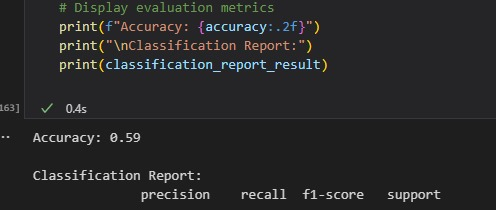 # Display evaluation metrics
print(f"Accuracy: {accuracy:.2f}")
print("\nClassification Report:")
print(classification_report_result)
163]
0.4s
Accuracy: 0.59
Classification Report:
precision recall f1-score support